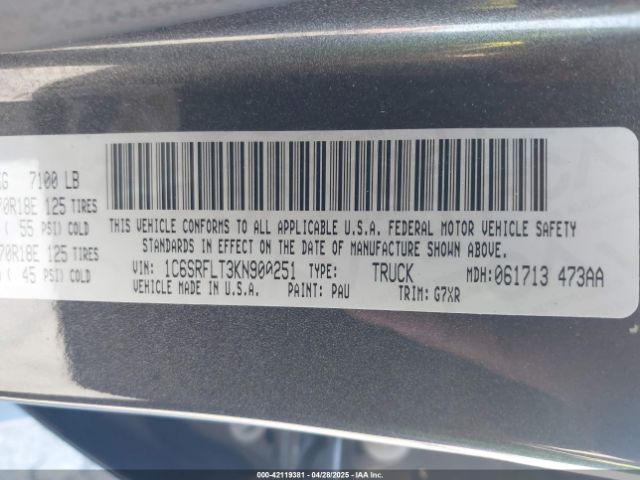 G 7100 LB
70R18E 125 TIRES
( 55 PSI) COLD
70R18E 125 TIRES
( 45 PSI) COLD
THIS VEHICLE CONFORMS TO ALL APPLICABLE U.S.A. FEDERAL MOTOR VEHICLE SAFETY
STANDARDS IN EFFECT ON THE DATE OF MANUFACTURE SHOWN ABOVE.
VIN: 1C6SRFLT3KN900251 TYPE: TRUCK MDH: 061713 473AA
VEHICLE MADE IN U.S.A. PAINT: PAU TRIM: G7XR
000-42119381 | 04/28/2025 - IAAI.com